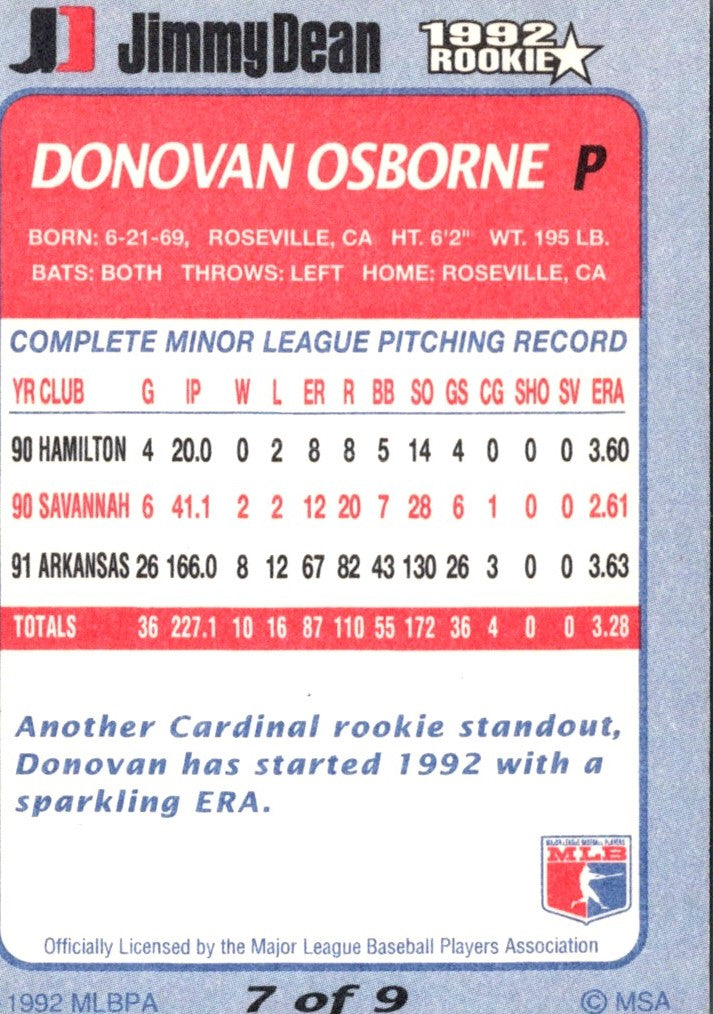 Jimmy Dean 1992
ROOKIE
DONOVAN OSBORNE P
BORN: 6-21-69, ROSEVILLE, CA HT. 6'2" WT. 195 LB.
BATS: BOTH THROWS: LEFT HOME: ROSEVILLE, CA
COMPLETE MINOR LEAGUE PITCHING RECORD
YR CLUB G IP W L ER R BB SO GS CG SHO SV ERA
90 HAMILTON 4 20.0 0 2 8 8 5 14 4 0 0 0 3.60
90 SAVANNAH 6 41.1 2 2 12 20 7 28 6 1 0 0 2.61
91 ARKANSAS 26 166.0 8 12 67 82 43 130 26 3 0 0 3.63
TOTALS 36 227.1 10 16 87 110 55 172 36 4 0 0 3.28
Another Cardinal rookie standout,
Donovan has started 1992 with a
sparkling ERA.
MAJOR LEAGUE BASEBALL PLAYERS
MLB
Officially Licensed by the Major League Baseball Players Association
1992 MLBPA 7 of 9 © MSA